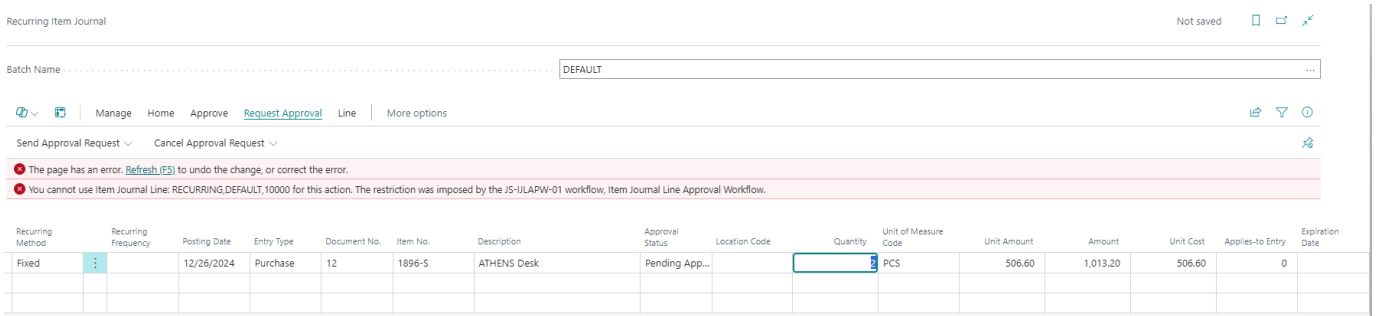 Recurring Item Journal
Not saved
Batch Name
DEFAULT
...
Manage Home Approve Request Approval Line More options
Send Approval Request Cancel Approval Request
The page has an error. Refresh (F5) to undo the change, or correct the error.
You cannot use Item Journal Line: RECURRING,DEFAULT,10000 for this action. The restriction was imposed by the JS-IJLAPW-01 workflow, Item Journal Line Approval Workflow.
Recurring Method Recurring Frequency Posting Date Entry Type Document No. Item No. Description Approval Status Location Code Quantity Unit of Measure Code Unit Amount Amount Unit Cost Applies-to Entry Expiration Date
Fixed 12/26/2024 Purchase 12 1896-S ATHENS Desk Pending App... 2 PCS 506.60 1,013.20 506.60 0